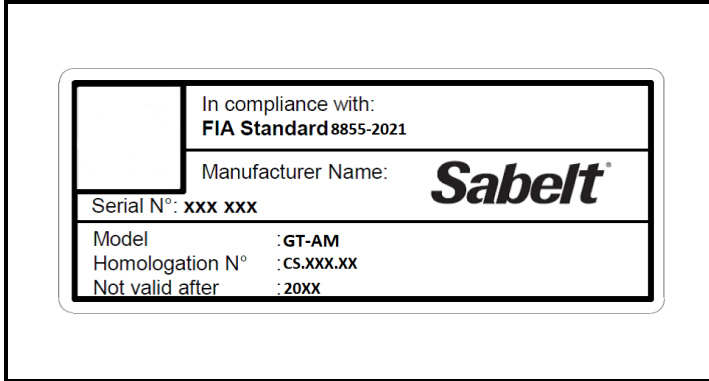 In compliance with:
FIA Standard 8855-2021
Manufacturer Name:
Sabelt
Serial N°: XXX XXX
Model : GT-AM
Homologation N° : CS.XXX.XX
Not valid after : 20XX